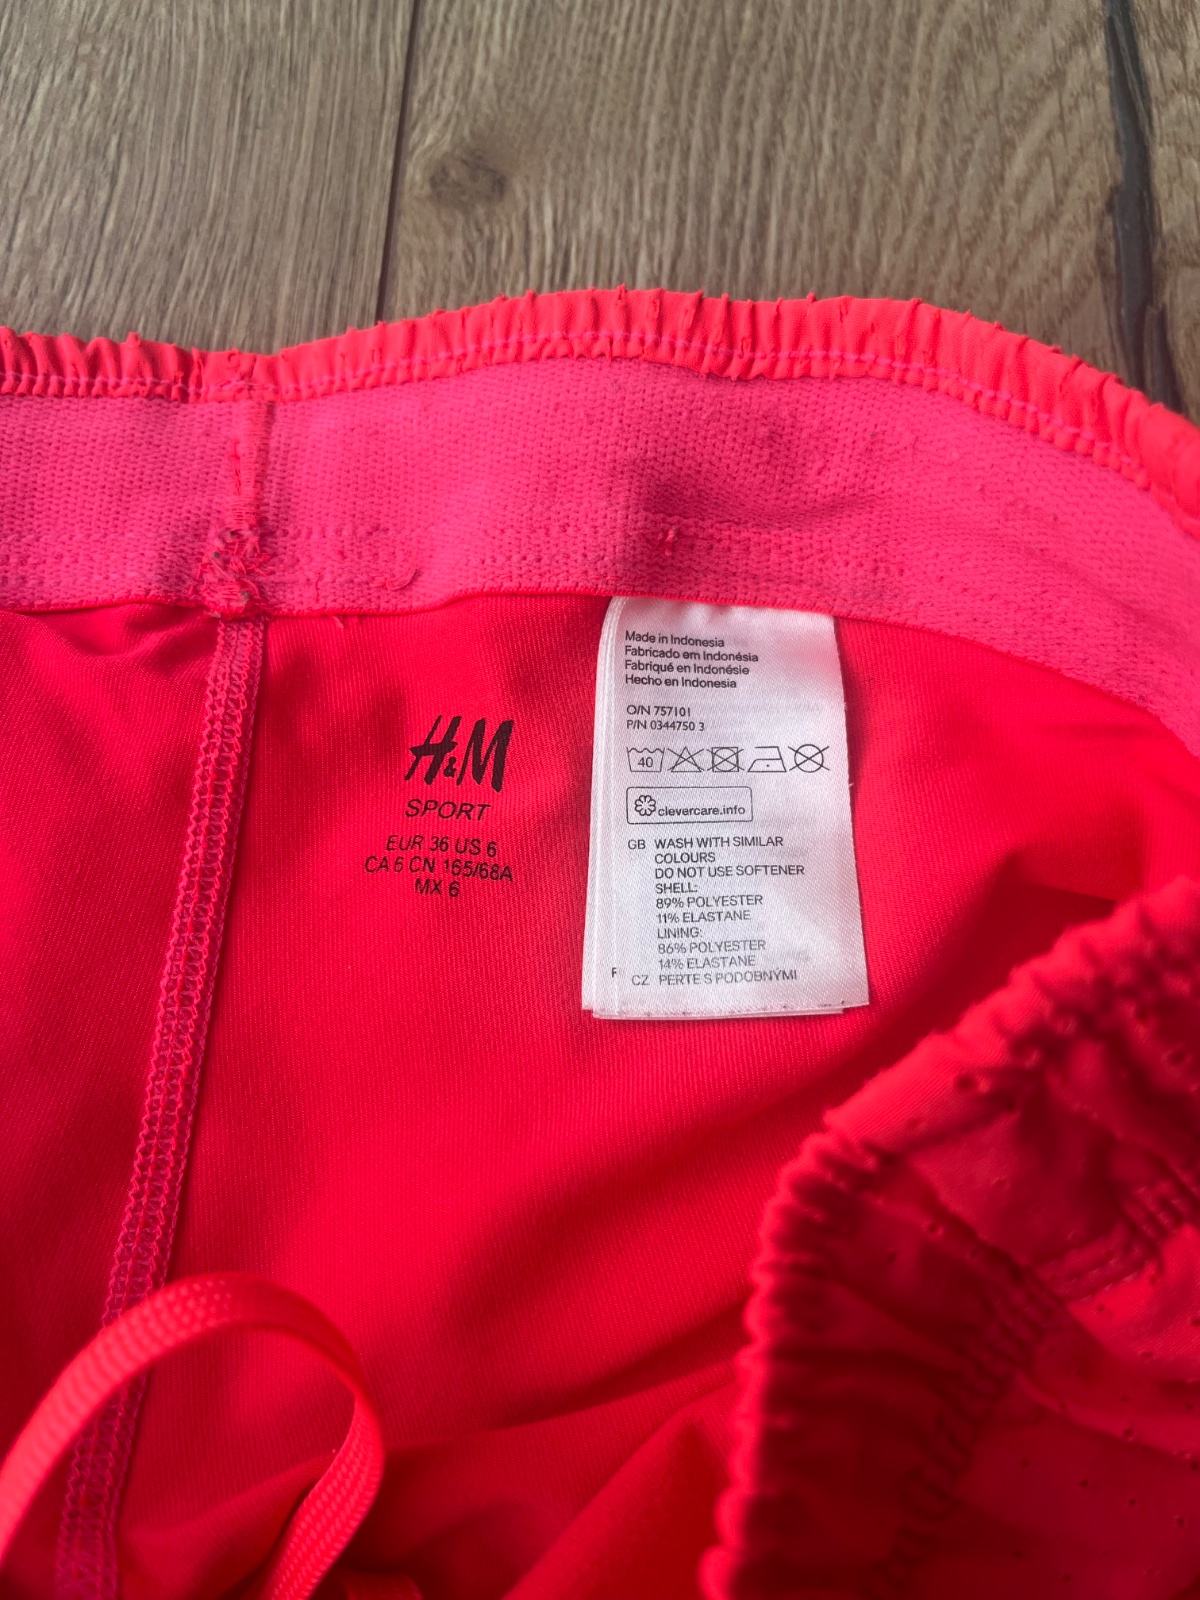 H&M
SPORT
EUR 36 US 6
CA 6 CN 165/68A
MX 6
Made in Indonesia
Fabricado em Indonésia
Fabriqué en Indonésie
Hecho en Indonesia
O/N 757101
P/N 0344750 3
40
clevercare.info
GB WASH WITH SIMILAR
COLOURS
DO NOT USE SOFTENER
SHELL:
89% POLYESTER
11% ELASTANE
LINING:
86% POLYESTER
14% ELASTANE
F
CZ PERTE S PODOBNÝMI